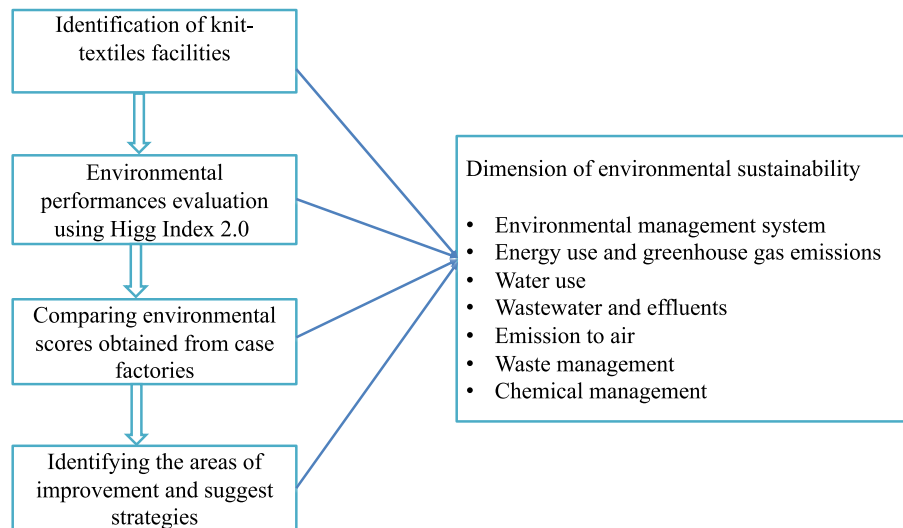 Identification of knit-
textiles facilities
Environmental
performances evaluation
using Higg Index 2.0
Comparing environmental
scores obtained from case
factories
Identifying the areas of
improvement and suggest
strategies
Dimension of environmental sustainability
• Environmental management system
• Energy use and greenhouse gas emissions
• Water use
• Wastewater and effluents
• Emission to air
• Waste management
• Chemical management